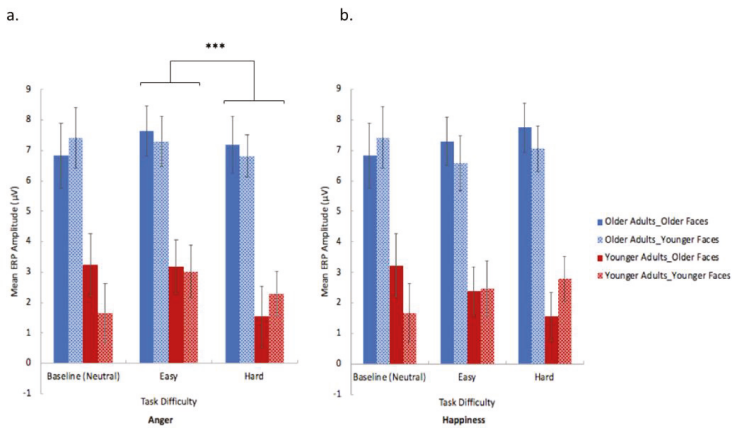 a.
b.
***
9
8
7
6
5
4
3
2
1
0
-1
Mean ERP Amplitude (µV)
Baseline (Neutral) Easy Hard
Task Difficulty
Anger
9
8
7
6
5
4
3
2
1
0
-1
Mean ERP Amplitude (µV)
Baseline (Neutral) Easy Hard
Task Difficulty
Happiness
Older Adults_Older Faces
Older Adults_Younger Faces
Younger Adults_Older Faces
Younger Adults_Younger Faces